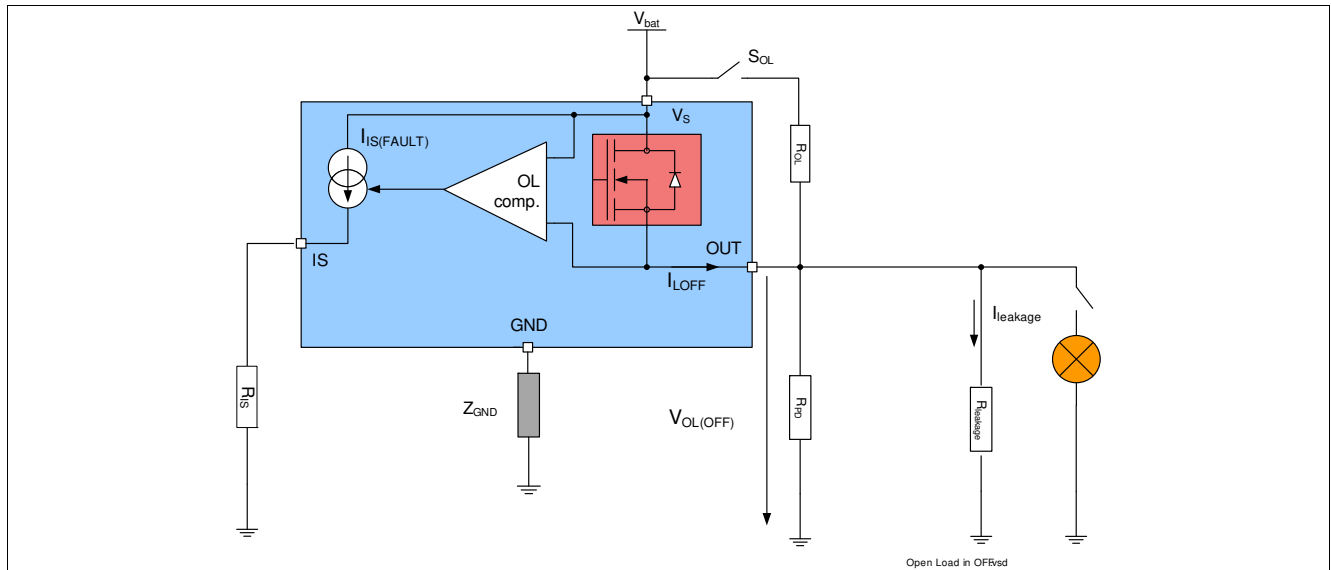 Vbat
SOL
VS
IIS(FAULT)
ROL
OL
comp.
OUT
IS
ILOFF
Ileakage
GND
RIS
ZGND
VOL(OFF)
RPD
Rleakage
Open Load in OFF.vsd